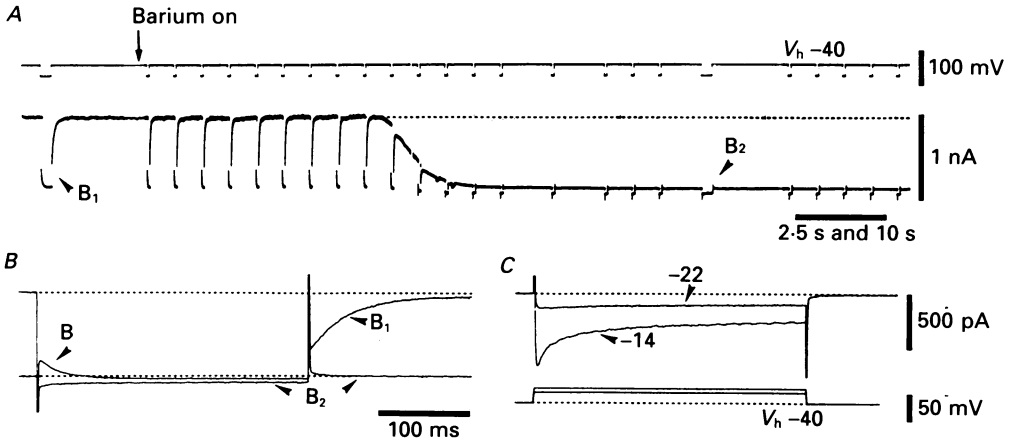 A
Barium on
Vh –40
100 mV
B1
B2
1 nA
2·5 s and 10 s
B
B
B1
B2
100 ms
C
–22
–14
500 pA
50 mV
Vh –40